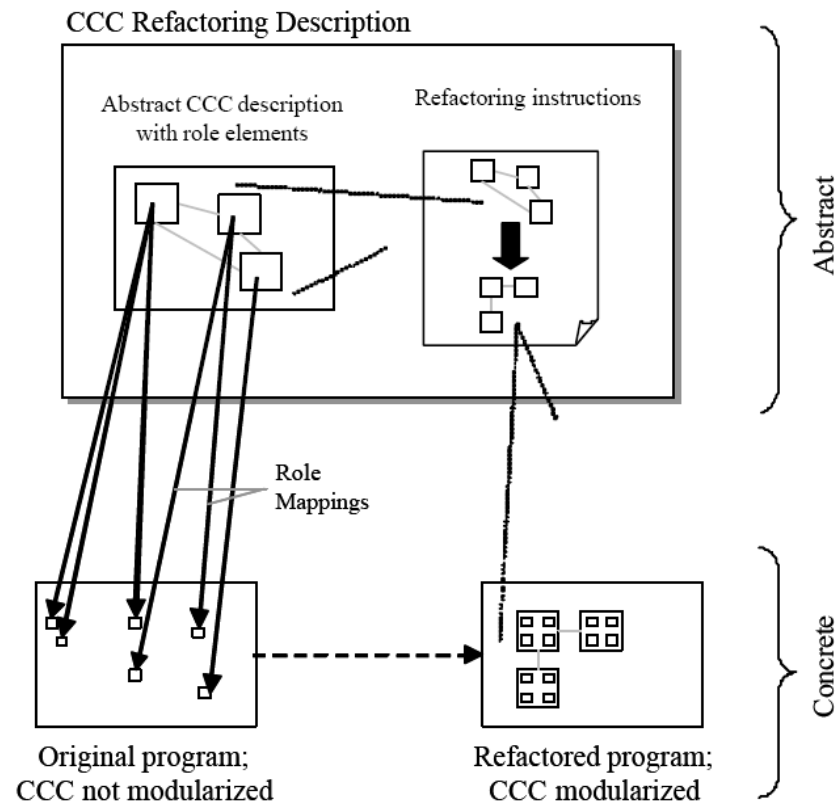 CCC Refactoring Description
Abstract CCC description
with role elements
Refactoring instructions
Abstract
Role
Mappings
Concrete
Original program;
CCC not modularized
Refactored program;
CCC modularized